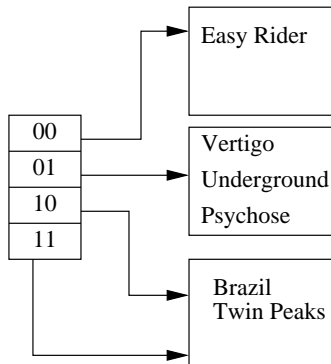 Easy Rider
00
01
10
11
Vertigo
Underground
Psychose
Brazil
Twin Peaks